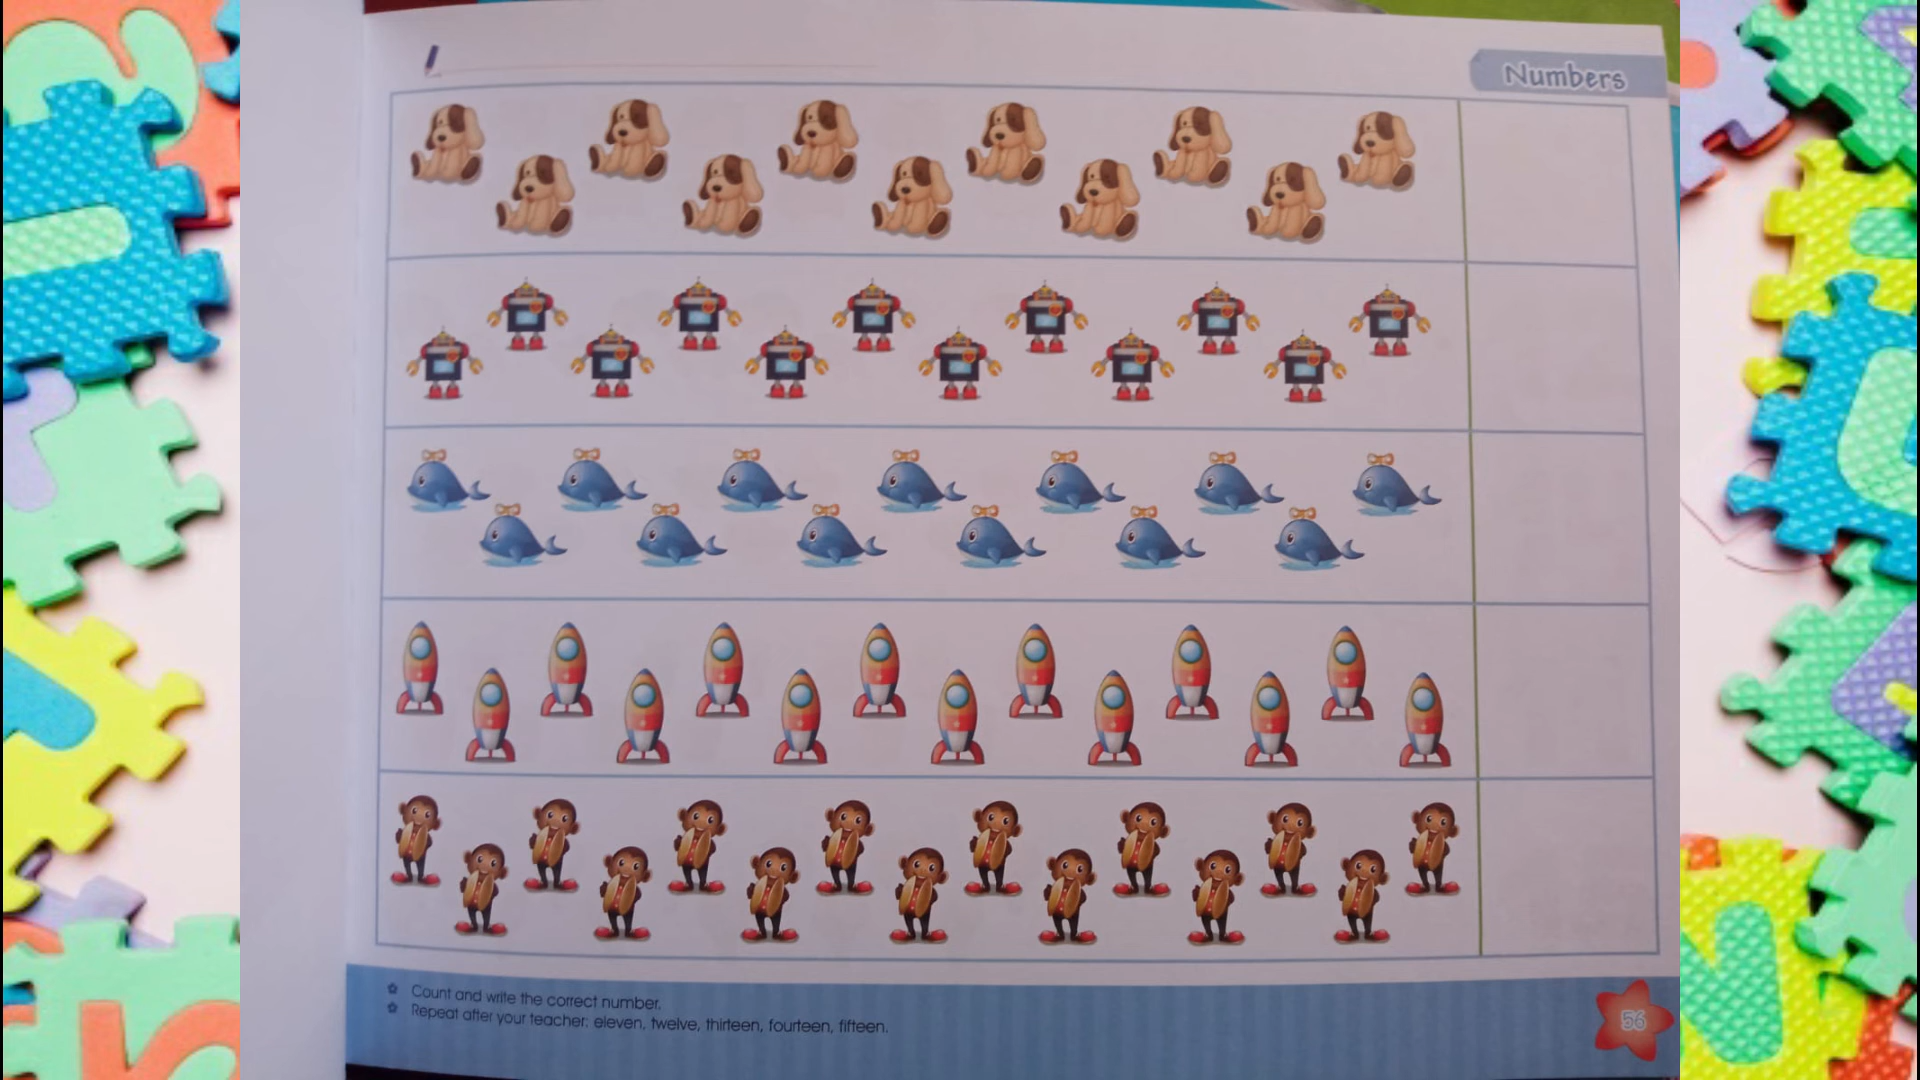 Numbers
Count and write the correct number.
Repeat after your teacher: eleven, twelve, thirteen, fourteen, fifteen.
56